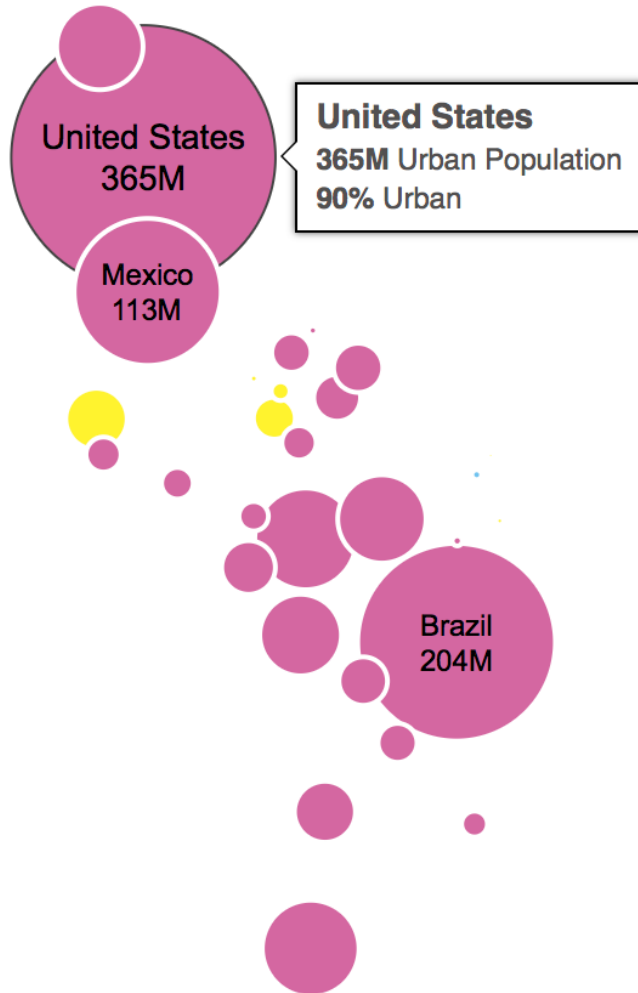 United States
365M
United States
365M Urban Population
90% Urban
Mexico
113M
Brazil
204M